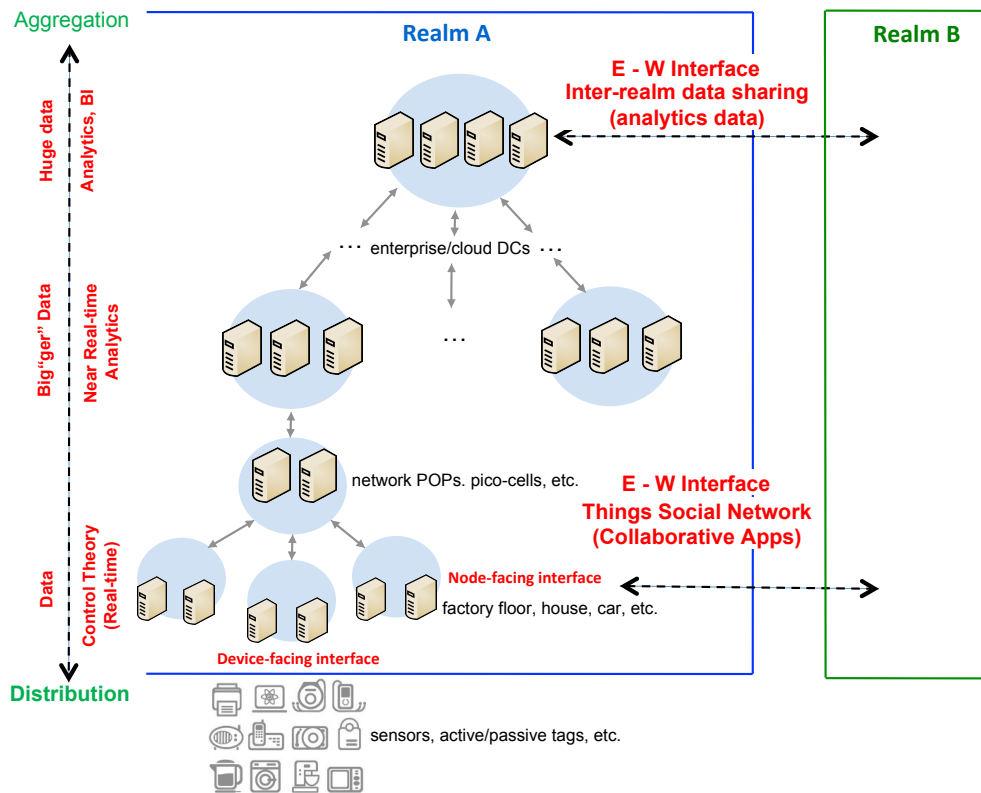 Aggregation
Realm A
Realm B
E - W Interface
Inter-realm data sharing
(analytics data)
Huge data
Analytics, BI
... enterprise/cloud DCs ...
Big“ger” Data
Near Real-time
Analytics
...
network POPs. pico-cells, etc.
E - W Interface
Things Social Network
(Collaborative Apps)
Data
Control Theory
(Real-time)
Node-facing interface
factory floor, house, car, etc.
Device-facing interface
Distribution
sensors, active/passive tags, etc.